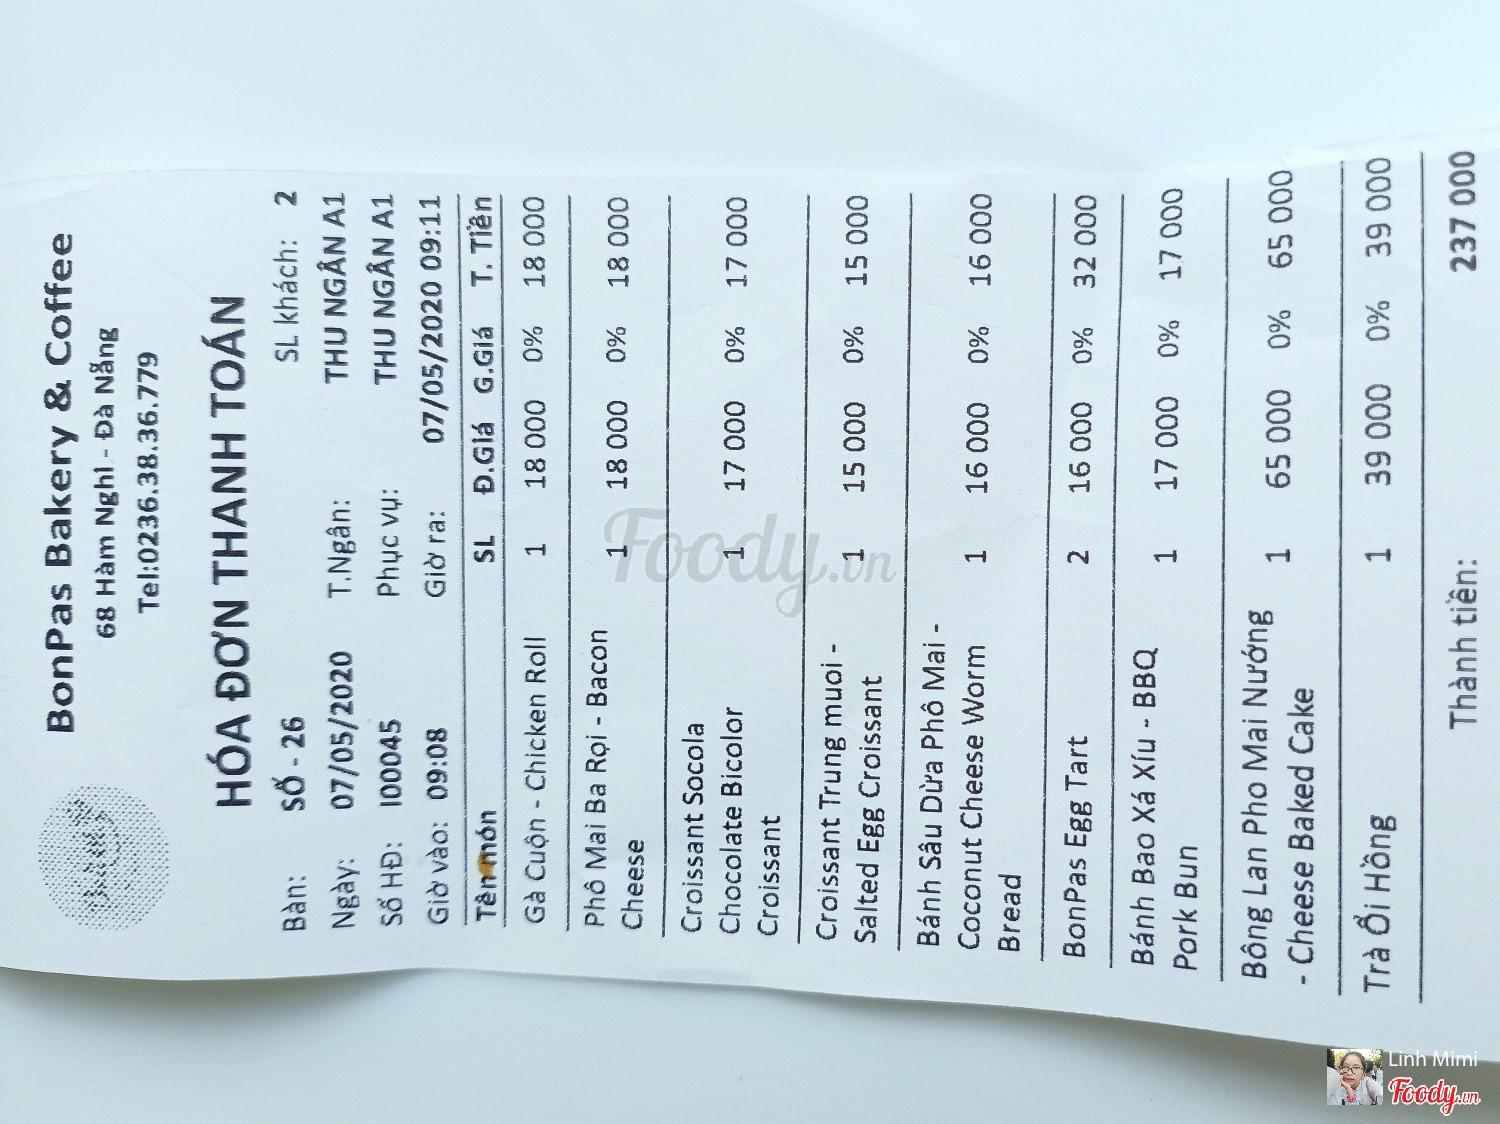 BonPas Bakery & Coffee
68 Hàm Nghi - Đà Nẵng
Tel:0236.38.36.779
HÓA ĐƠN THANH TOÁN
Bàn: SỐ - 26 SL khách: 2
Ngày: 07/05/2020 T.Ngân: THU NGÂN A1
Số HĐ: I00045 Phục vụ: THU NGÂN A1
Giờ vào: 09:08 Giờ ra: 07/05/2020 09:11
Tên món SL Đ.Giá G.Giá T. Tiền
Gà Cuộn - Chicken Roll 1 18 000 0% 18 000
Phô Mai Ba Rọi - Bacon 1 18 000 0% 18 000
Cheese
Croissant Socola
Chocolate Bicolor 1 17 000 0% 17 000
Croissant
Croissant Trung muoi -
Salted Egg Croissant 1 15 000 0% 15 000
Bánh Sâu Dừa Phô Mai -
Coconut Cheese Worm 1 16 000 0% 16 000
Bread
BonPas Egg Tart 2 16 000 0% 32 000
Bánh Bao Xá Xíu - BBQ 1 17 000 0% 17 000
Pork Bun
Bông Lan Pho Mai Nướng 1 65 000 0% 65 000
- Cheese Baked Cake
Trà Ổi Hồng 1 39 000 0% 39 000
Thành tiền: 237 000
Foody.vn
Linh Mimi
Foody.vn